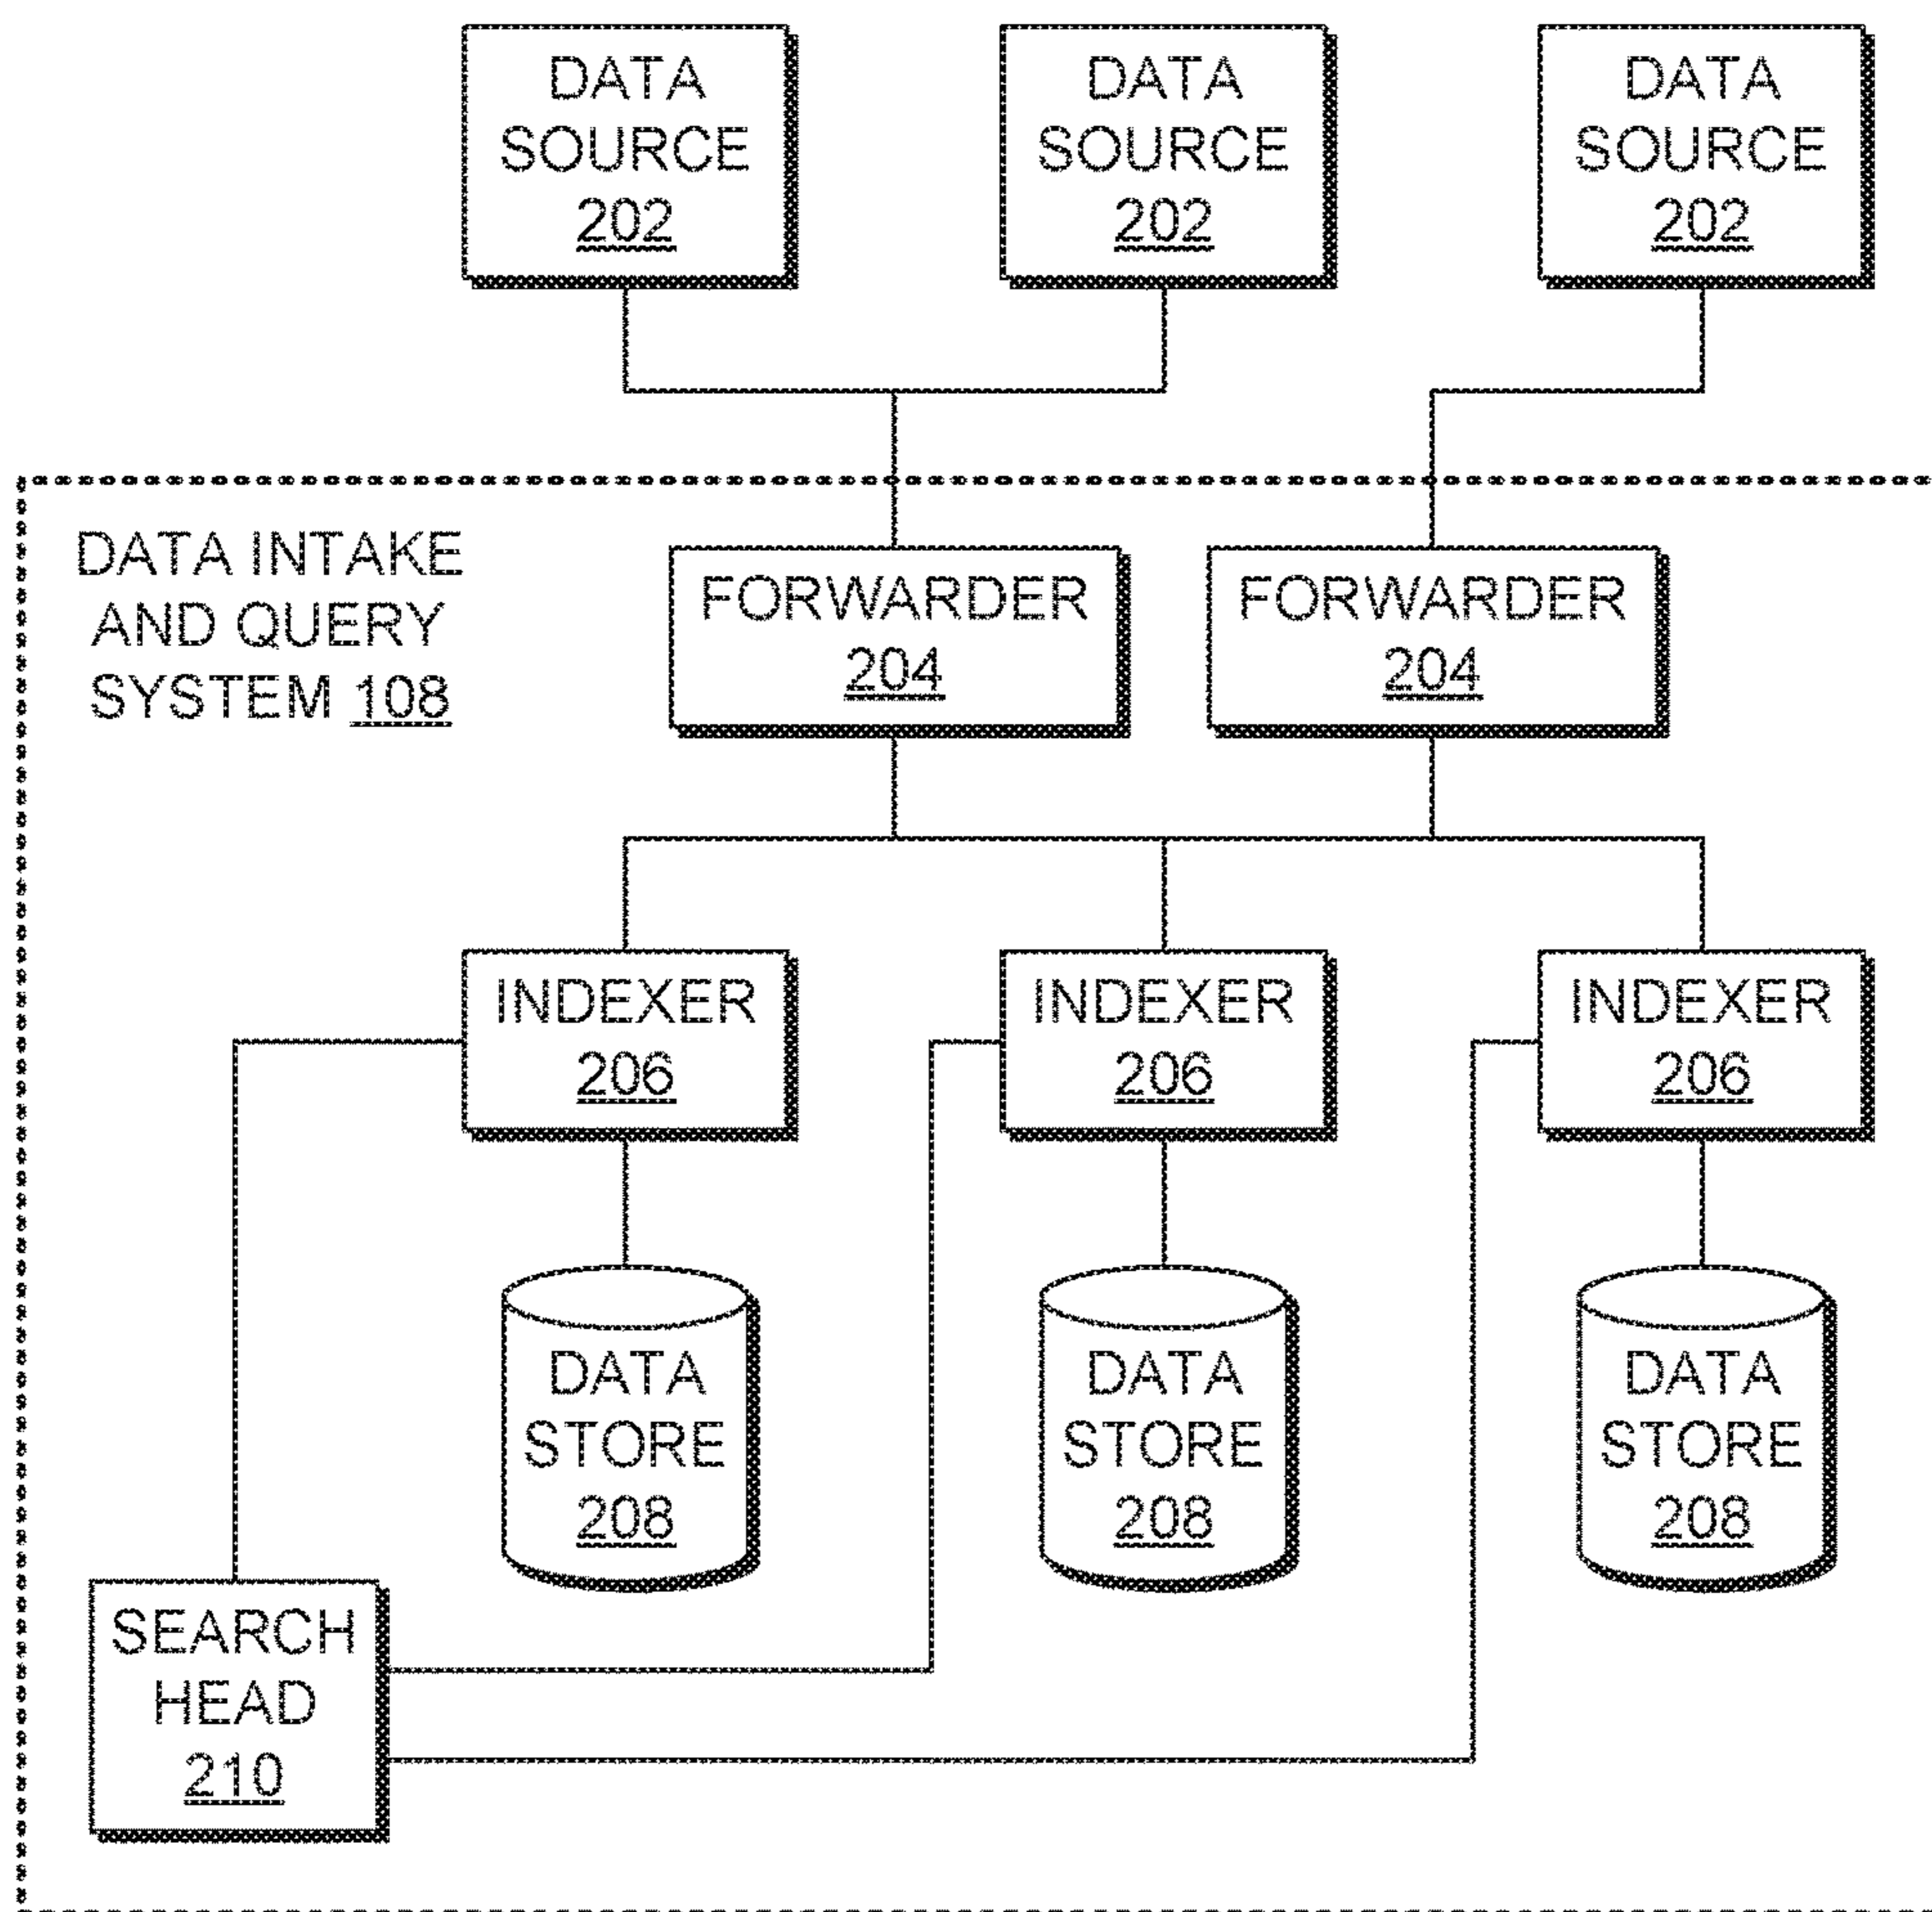 DATA
SOURCE
202
DATA
SOURCE
202
DATA
SOURCE
202
DATA INTAKE
AND QUERY
SYSTEM 108
FORWARDER
204
FORWARDER
204
INDEXER
206
INDEXER
206
INDEXER
206
DATA
STORE
208
DATA
STORE
208
DATA
STORE
208
SEARCH
HEAD
210